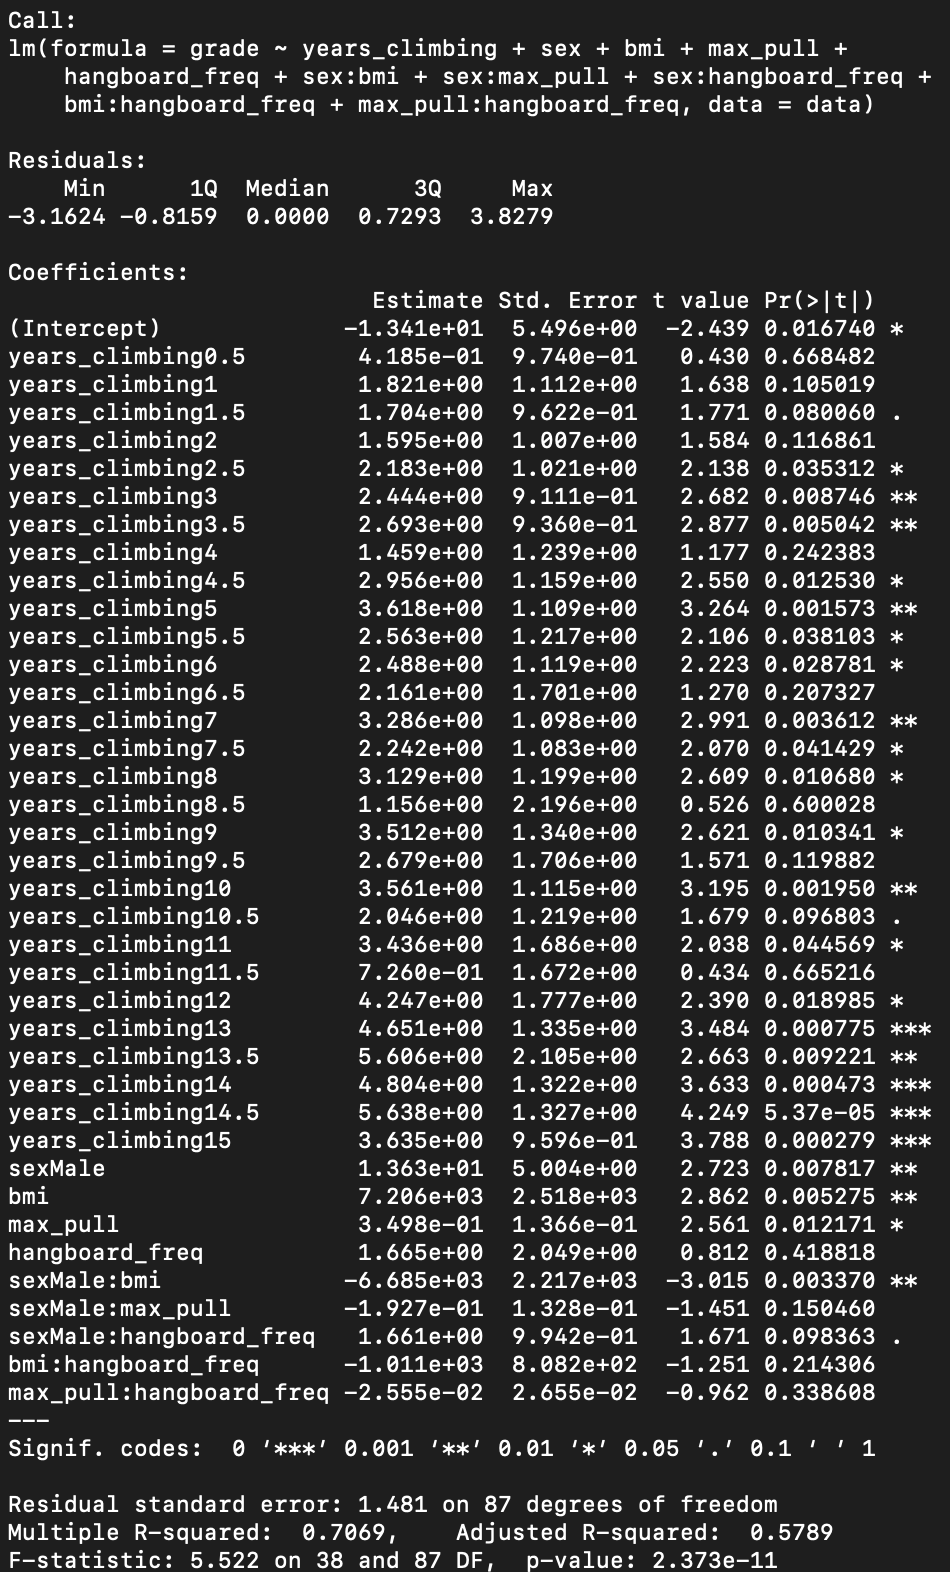 Call:
lm(formula = grade ~ years_climbing + sex + bmi + max_pull +
    hangboard_freq + sex:bmi + sex:max_pull + sex:hangboard_freq +
    bmi:hangboard_freq + max_pull:hangboard_freq, data = data)

Residuals:
    Min      1Q  Median      3Q     Max
-3.1624 -0.8159  0.0000  0.7293  3.8279

Coefficients:
                          Estimate Std. Error t value Pr(>|t|)
(Intercept)             -1.341e+01  5.496e+00  -2.439 0.016740 *
years_climbing0.5        4.185e-01  9.740e-01   0.430 0.668482
years_climbing1          1.821e+00  1.112e+00   1.638 0.105019
years_climbing1.5        1.704e+00  9.622e-01   1.771 0.080060 .
years_climbing2          1.595e+00  1.007e+00   1.584 0.116861
years_climbing2.5        2.183e+00  1.021e+00   2.138 0.035312 *
years_climbing3          2.444e+00  9.111e-01   2.682 0.008746 **
years_climbing3.5        2.693e+00  9.360e-01   2.877 0.005042 **
years_climbing4          1.459e+00  1.239e+00   1.177 0.242383
years_climbing4.5        2.956e+00  1.159e+00   2.550 0.012530 *
years_climbing5          3.618e+00  1.109e+00   3.264 0.001573 **
years_climbing5.5        2.563e+00  1.217e+00   2.106 0.038103 *
years_climbing6          2.488e+00  1.119e+00   2.223 0.028781 *
years_climbing6.5        2.161e+00  1.701e+00   1.270 0.207327
years_climbing7          3.286e+00  1.098e+00   2.991 0.003612 **
years_climbing7.5        2.242e+00  1.083e+00   2.070 0.041429 *
years_climbing8          3.129e+00  1.199e+00   2.609 0.010680 *
years_climbing8.5        1.156e+00  2.196e+00   0.526 0.600028
years_climbing9          3.512e+00  1.340e+00   2.621 0.010341 *
years_climbing9.5        2.679e+00  1.706e+00   1.571 0.119882
years_climbing10         3.561e+00  1.115e+00   3.195 0.001950 **
years_climbing10.5       2.046e+00  1.219e+00   1.679 0.096803 .
years_climbing11         3.436e+00  1.686e+00   2.038 0.044569 *
years_climbing11.5       7.260e-01  1.672e+00   0.434 0.665216
years_climbing12         4.247e+00  1.777e+00   2.390 0.018985 *
years_climbing13         4.651e+00  1.335e+00   3.484 0.000775 ***
years_climbing13.5       5.606e+00  2.105e+00   2.663 0.009221 **
years_climbing14         4.804e+00  1.322e+00   3.633 0.000473 ***
years_climbing14.5       5.638e+00  1.327e+00   4.249 5.37e-05 ***
years_climbing15         3.635e+00  9.596e-01   3.788 0.000279 ***
sexMale                  1.363e+01  5.004e+00   2.723 0.007817 **
bmi                      7.206e+03  2.518e+03   2.862 0.005275 **
max_pull                 3.498e-01  1.366e-01   2.561 0.012171 *
hangboard_freq           1.665e+00  2.049e+00   0.812 0.418818
sexMale:bmi             -6.685e+03  2.217e+03  -3.015 0.003370 **
sexMale:max_pull        -1.927e-01  1.328e-01  -1.451 0.150460
sexMale:hangboard_freq   1.661e+00  9.942e-01   1.671 0.098363 .
bmi:hangboard_freq      -1.011e+03  8.082e+02  -1.251 0.214306
max_pull:hangboard_freq -2.555e-02  2.655e-02  -0.962 0.338608
---
Signif. codes:  0 ‘***’ 0.001 ‘**’ 0.01 ‘*’ 0.05 ‘.’ 0.1 ‘ ’ 1

Residual standard error: 1.481 on 87 degrees of freedom
Multiple R-squared:  0.7069,    Adjusted R-squared:  0.5789
F-statistic: 5.522 on 38 and 87 DF,  p-value: 2.373e-11